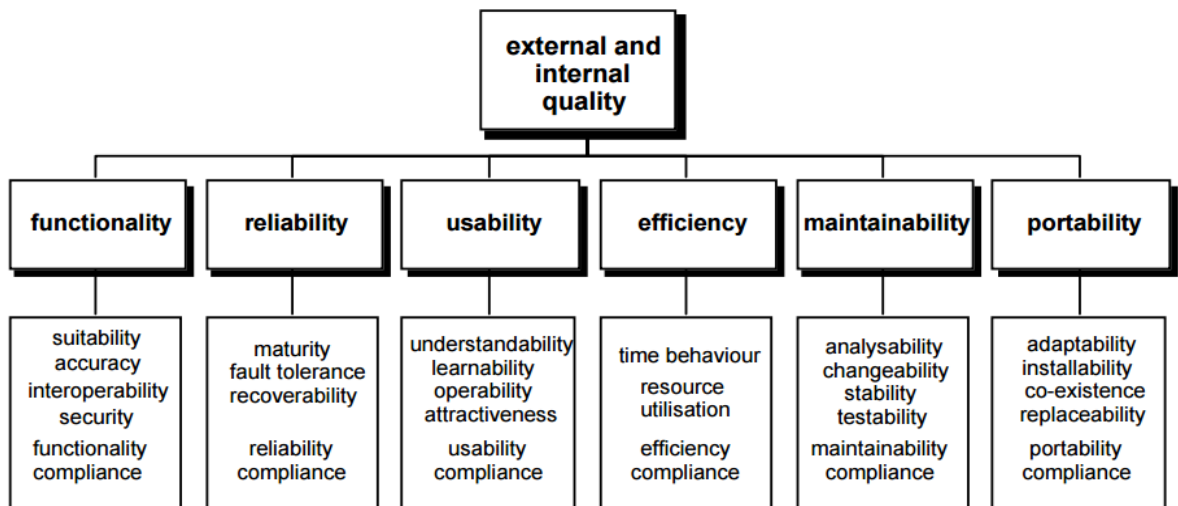 external and
internal
quality
functionality
reliability
usability
efficiency
maintainability
portability
suitability
accuracy
interoperability
security
functionality
compliance
maturity
fault tolerance
recoverability
reliability
compliance
understandability
learnability
operability
attractiveness
usability
compliance
time behaviour
resource
utilisation
efficiency
compliance
analysability
changeability
stability
testability
maintainability
compliance
adaptability
installability
co-existence
replaceability
portability
compliance